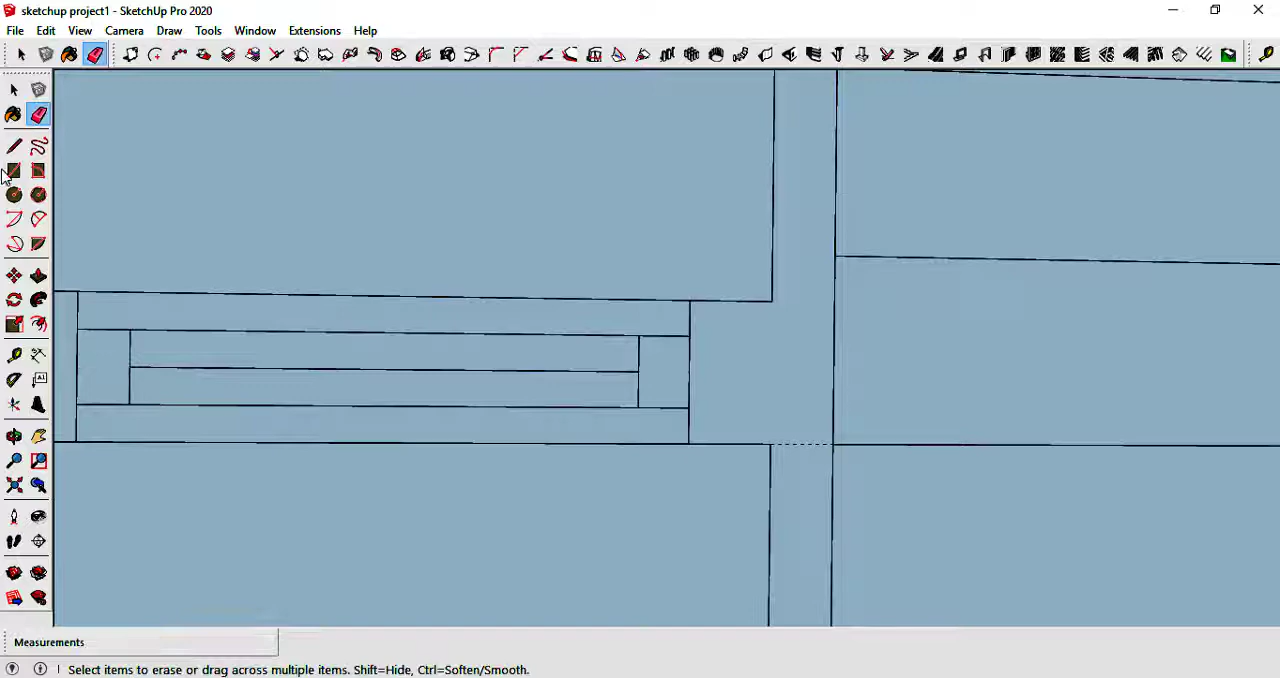 sketchup project1 - SketchUp Pro 2020
File Edit View Camera Draw Tools Window Extensions Help
A1
Measurements
Select items to erase or drag across multiple items. Shift=Hide, Ctrl=Soften/Smooth.